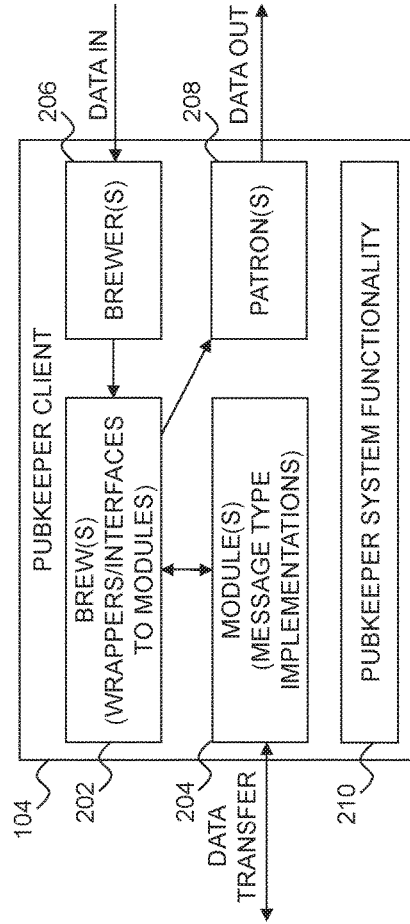 104
PUBKEEPER CLIENT
202
BREW(S)
(WRAPPERS/INTERFACES
TO MODULES)
206
BREWER(S)
DATA IN
204
MODULE(S)
(MESSAGE TYPE
IMPLEMENTATIONS)
DATA
TRANSFER
208
PATRON(S)
DATA OUT
210
PUBKEEPER SYSTEM FUNCTIONALITY